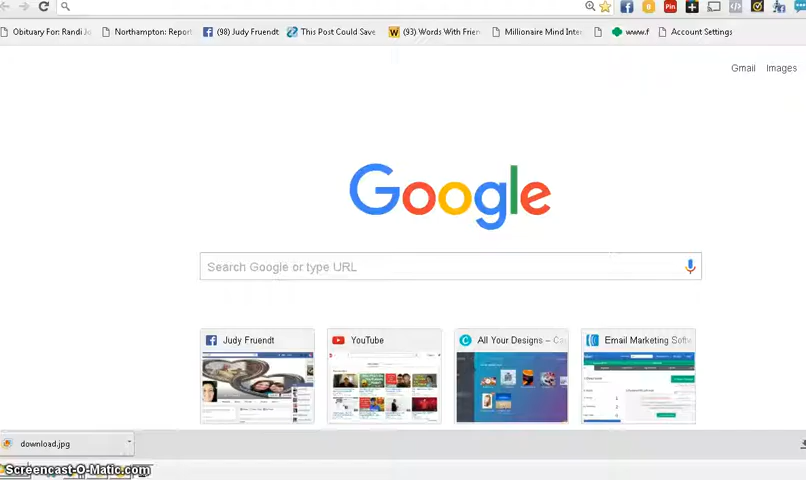 Obituary For: Randi Jo
Northampton: Report
(98) Judy Fruendt
This Post Could Save
(93) Words With Frien
Millionaire Mind Inte
www.f
Account Settings
Gmail
Images
Google
Search Google or type URL
Judy Fruendt
YouTube
All Your Designs – Ca
Email Marketing Softw
download.jpg
Screencast-O-Matic.com